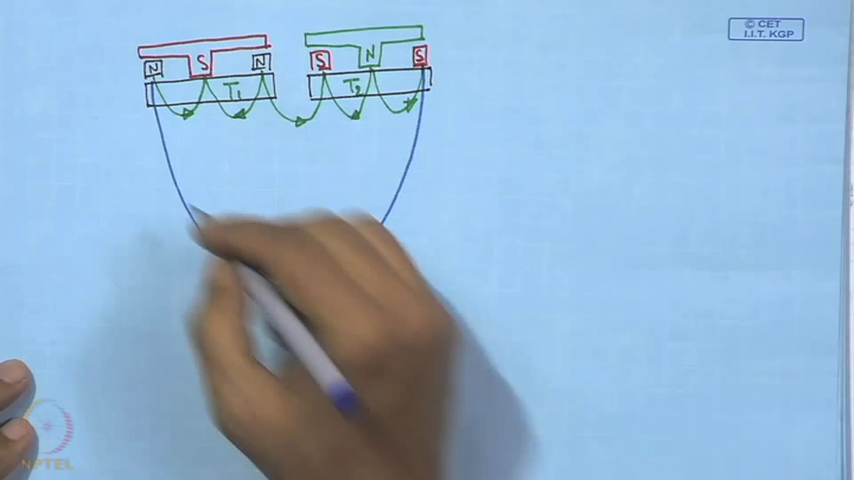 © CET
I.I.T. KGP
N S N S N S
T1 T2
NPTEL